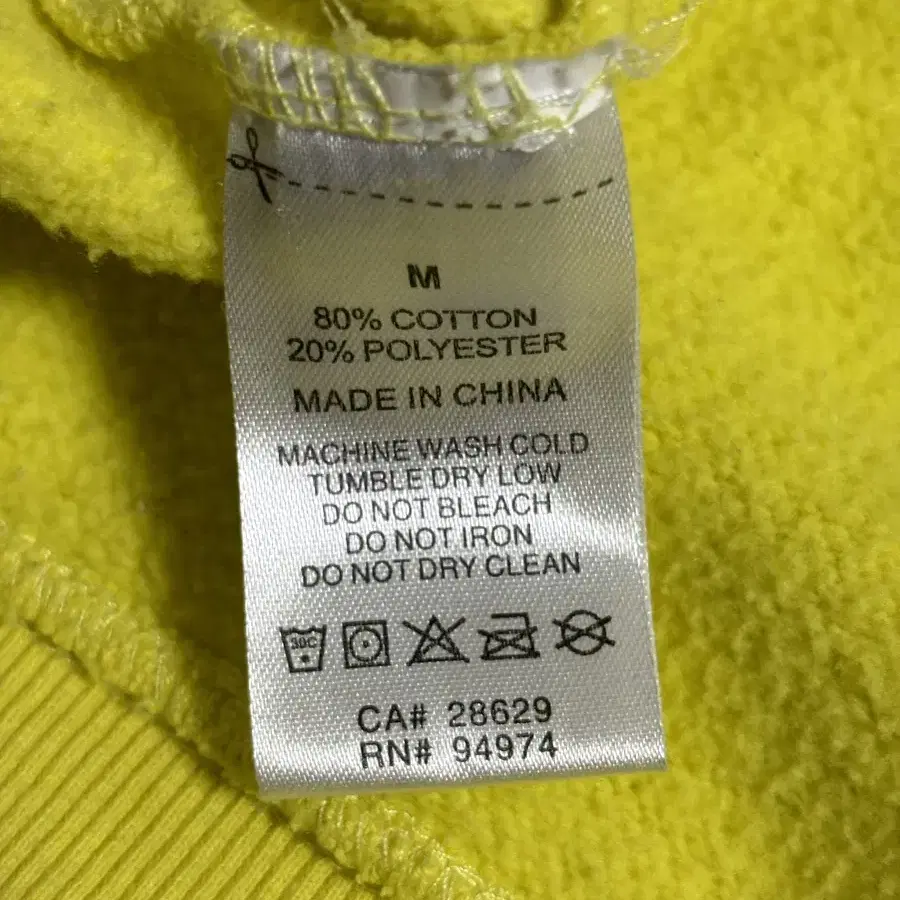 M
80% COTTON
20% POLYESTER
MADE IN CHINA
MACHINE WASH COLD
TUMBLE DRY LOW
DO NOT BLEACH
DO NOT IRON
DO NOT DRY CLEAN
30C
CA# 28629
RN# 94974